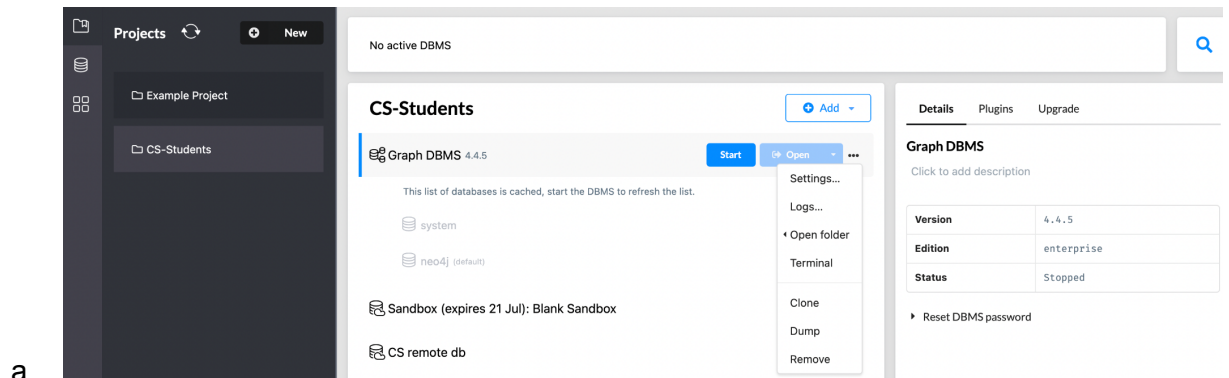 Projects
New
Example Project
CS-Students
No active DBMS
CS-Students
Add
Graph DBMS 4.4.5
Start
Open
This list of databases is cached, start the DBMS to refresh the list.
system
neo4j (default)
Sandbox (expires 21 Jul): Blank Sandbox
CS remote db
Settings...
Logs...
Open folder
Terminal
Clone
Dump
Remove
Details Plugins Upgrade
Graph DBMS
Click to add description
Version 4.4.5
Edition enterprise
Status Stopped
Reset DBMS password
a